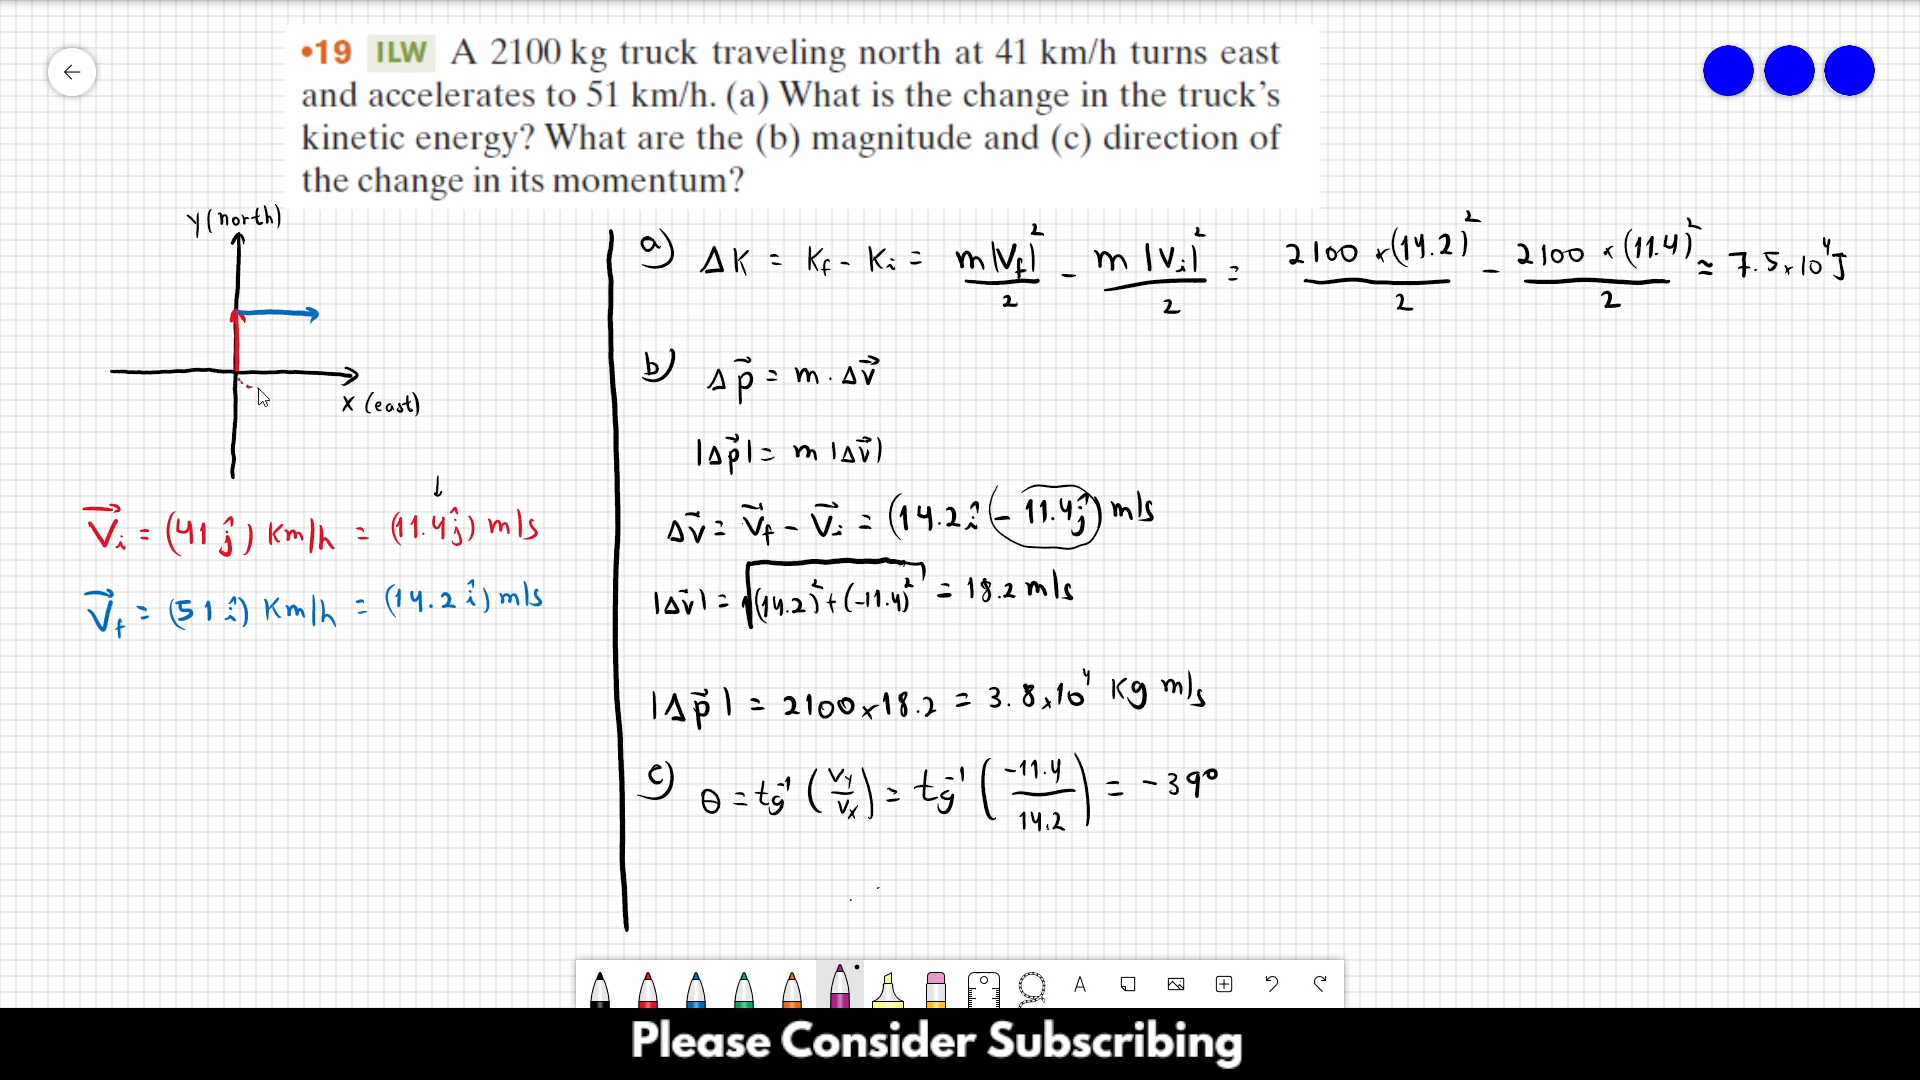 •19 ILW A 2100 kg truck traveling north at 41 km/h turns east
and accelerates to 51 km/h. (a) What is the change in the truck's
kinetic energy? What are the (b) magnitude and (c) direction of
the change in its momentum?
Y (north)
X (east)
V⃗i = (41 ĵ) Km/h = (11.4 ĵ) m/s
V⃗f = (51 î) Km/h = (14.2 î) m/s
a) ΔK = Kf - Ki = m|Vf|²/2 - m|Vi|²/2 = 2100 × (14.2)²/2 - 2100 × (11.4)²/2 ≈ 7.5 × 10⁴ J
b) Δp⃗ = m . Δv⃗
|Δp⃗| = m |Δv⃗|
Δv⃗ = V⃗f - V⃗i = (14.2 î - 11.4 ĵ) m/s
|Δv⃗| = √((14.2)² + (-11.4)²) = 18.2 m/s
|Δp⃗| = 2100 × 18.2 = 3.8 × 10⁴ Kg m/s
c) θ = tg⁻¹ (Vy/Vx) = tg⁻¹ (-11.4/14.2) = -39°
A
Please Consider Subscribing